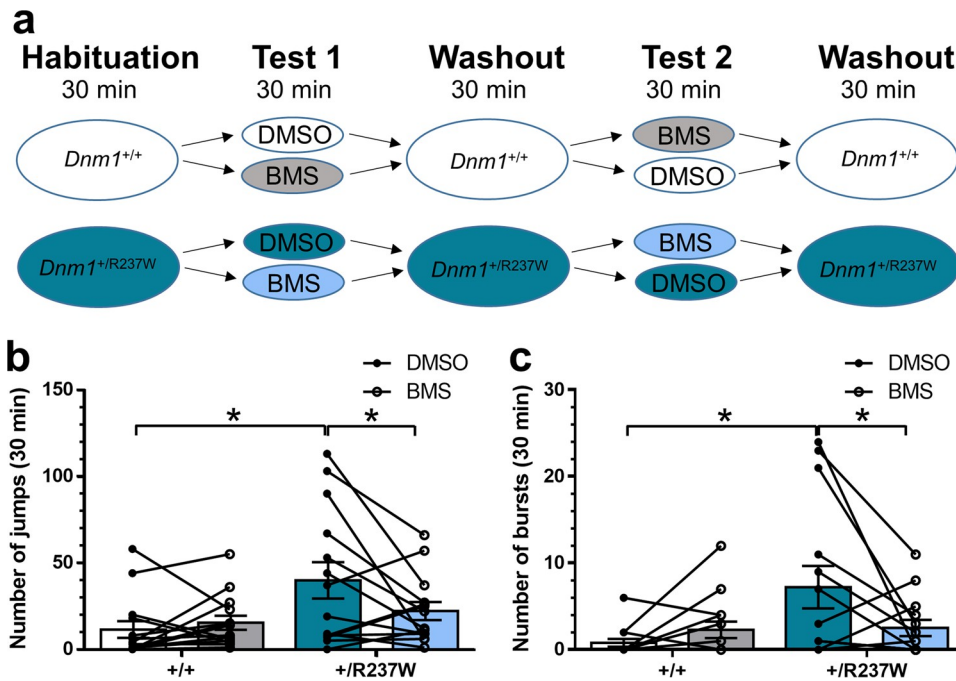 a
Habituation Test 1 Washout Test 2 Washout
30 min 30 min 30 min 30 min 30 min
DMSO BMS
Dnm1+/+ Dnm1+/+ Dnm1+/+
BMS DMSO
DMSO BMS
Dnm1+/R237W Dnm1+/R237W Dnm1+/R237W
BMS DMSO
b
DMSO
BMS
Number of jumps (30 min)
150
100
50
0
* *
+/+ +/R237W
c
DMSO
BMS
Number of bursts (30 min)
30
20
10
0
* *
+/+ +/R237W